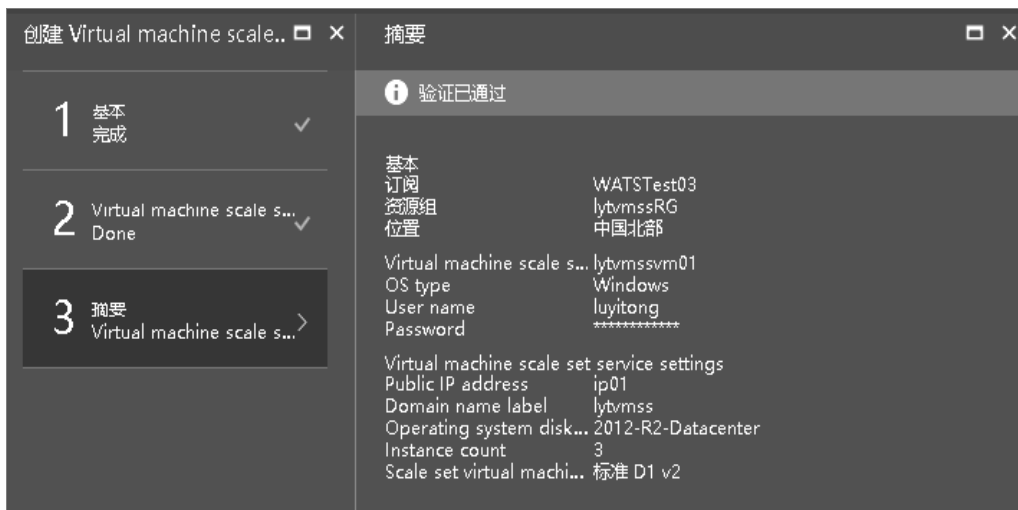 创建 Virtual machine scale..
1
基本
完成
2
Virtual machine scale s...
Done
3
摘要
Virtual machine scale s...
摘要
验证已通过
基本
订阅 WATSTest03
资源组 lytvmssRG
位置 中国北部
Virtual machine scale s... lytvmssvm01
OS type Windows
User name luyitong
Password ************
Virtual machine scale set service settings
Public IP address ip01
Domain name label lytvmss
Operating system disk... 2012-R2-Datacenter
Instance count 3
Scale set virtual machi... 标准 D1 v2